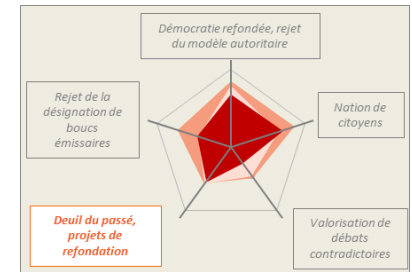 Démocratie refondée, rejet
du modèle autoritaire
Rejet de la
désignation de
boucs
émissaires
Nation de
citoyens
Deuil du passé,
projets de
refondation
Valorisation de
débats
contradictoires